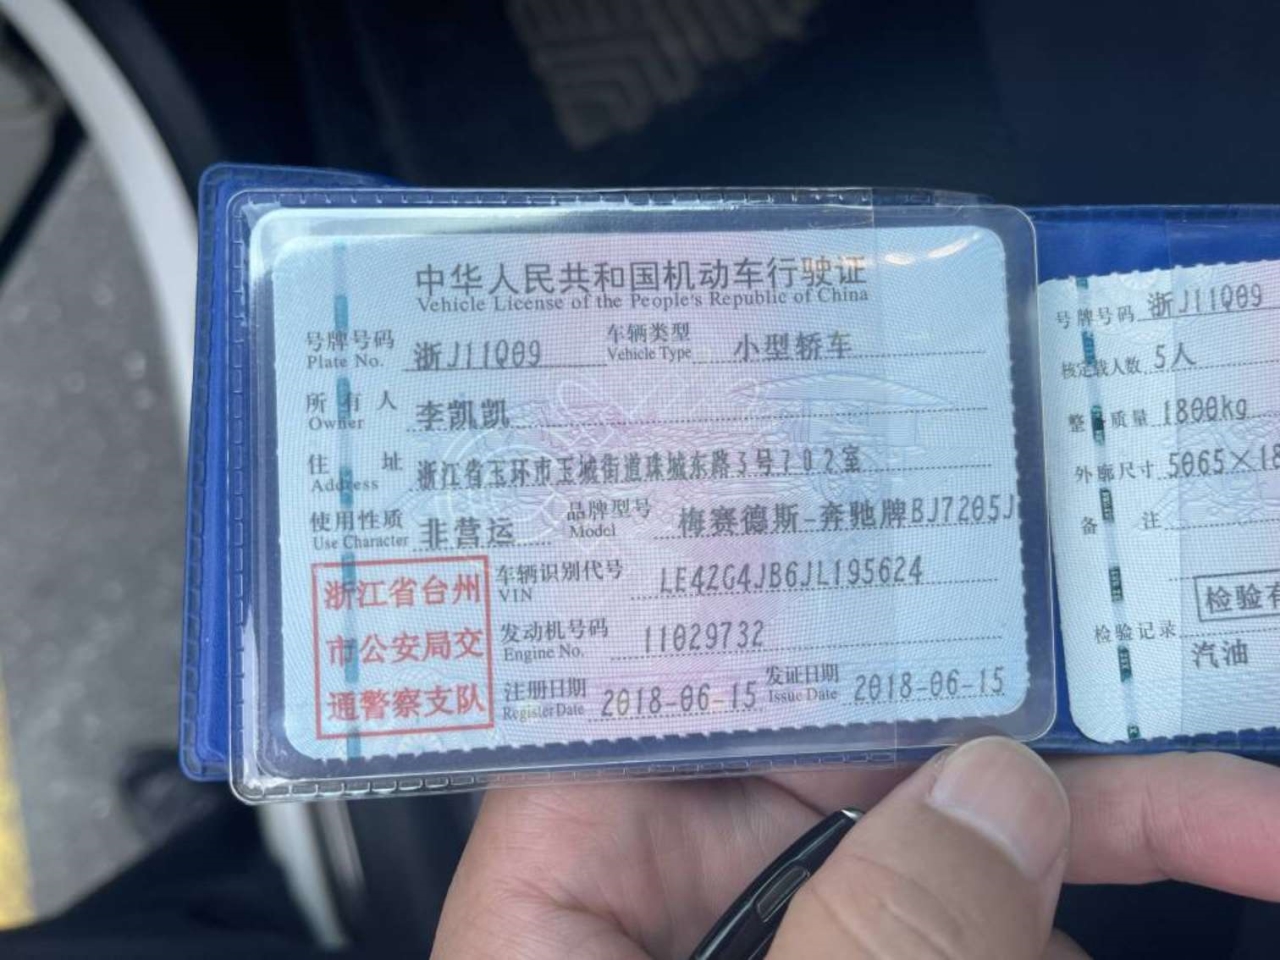 中华人民共和国机动车行驶证
Vehicle License of the People's Republic of China
号牌号码 浙J11Q09 车辆类型 小型轿车
Plate No. Vehicle Type
所有人 李凯凯
Owner
住址 浙江省玉环市玉城街道珠城东路3号702室
Address
使用性质 非营运 品牌型号 梅赛德斯-奔驰牌BJ7205J
Use Character Model
浙江省台州
市公安局交
通警察支队
车辆识别代号 LE4ZG4JB6JL195624
VIN
发动机号码 11029732
Engine No.
注册日期 2018-06-15 发证日期 2018-06-15
Register Date Issue Date
号牌号码 浙J11Q09
核定载人数 5人
整 质量 1800kg
外廓尺寸 5065×18
备注
检验有
检验记录
汽油